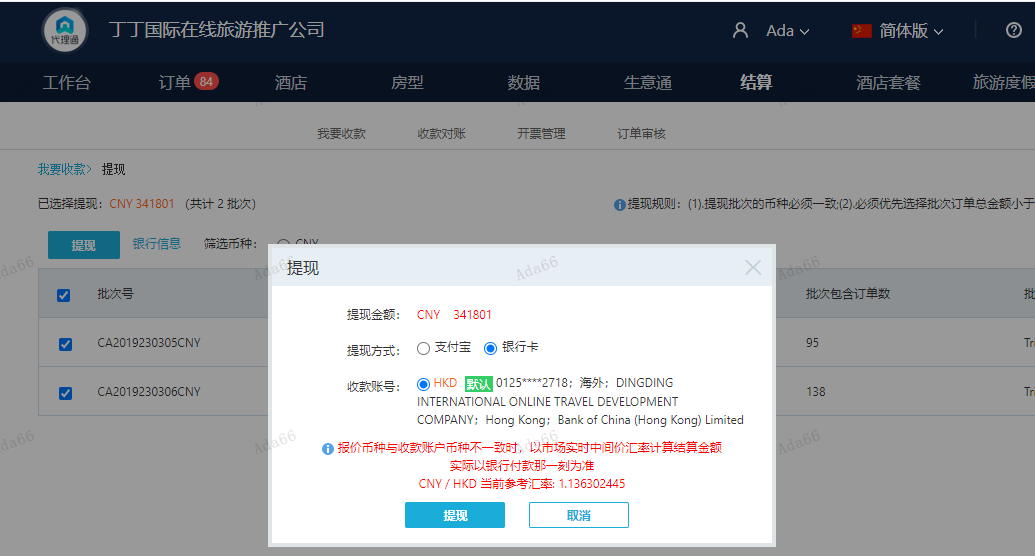 代理通
丁丁国际在线旅游推广公司
Ada
简体版
工作台
订单 84
酒店
房型
数据
生意通
结算
酒店套餐
旅游度假
我要收款
收款对账
开票管理
订单审核
我要收款> 提现
已选择提现：CNY 341801 （共计 2 批次）
提现规则：(1).提现批次的币种必须一致;(2).必须优先选择批次订单总金额小于
提现
银行信息
筛选币种：
CNY
批次号
批次包含订单数
批
CA2019230305CNY
95
Tri
CA2019230306CNY
138
Tri
提现
提现金额： CNY 341801
提现方式： 支付宝 银行卡
收款账号： HKD 默认 0125****2718；海外；DINGDING
INTERNATIONAL ONLINE TRAVEL DEVELOPMENT
COMPANY；Hong Kong；Bank of China (Hong Kong) Limited
报价币种与收款账户币种不一致时，以市场实时中间价汇率计算结算金额
实际以银行付款那一刻为准
CNY / HKD 当前参考汇率: 1.136302445
提现
取消
Ada66
Ada66
Ada66
Ada66
Ada66
Ada66
Ada66